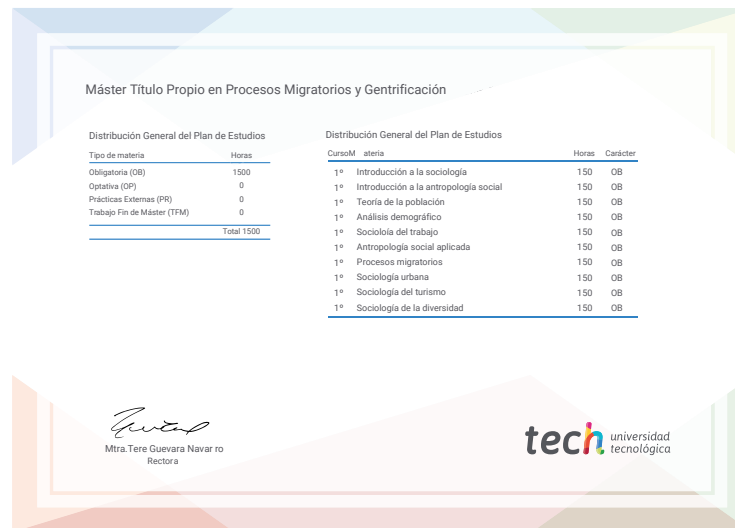 Máster Título Propio en Procesos Migratorios y Gentrificación
Distribución General del Plan de Estudios
Tipo de materia Horas
Obligatoria (OB) 1500
Optativa (OP) 0
Prácticas Externas (PR) 0
Trabajo Fin de Máster (TFM) 0
Total 1500
Distribución General del Plan de Estudios
CursoM ateria Horas Carácter
1º Introducción a la sociología 150 OB
1º Introducción a la antropología social 150 OB
1º Teoría de la población 150 OB
1º Análisis demográfico 150 OB
1º Socioloía del trabajo 150 OB
1º Antropología social aplicada 150 OB
1º Procesos migratorios 150 OB
1º Sociología urbana 150 OB
1º Sociología del turismo 150 OB
1º Sociología de la diversidad 150 OB
Mtra.Tere Guevara Navar ro
Rectora
tech universidad
tecnológica